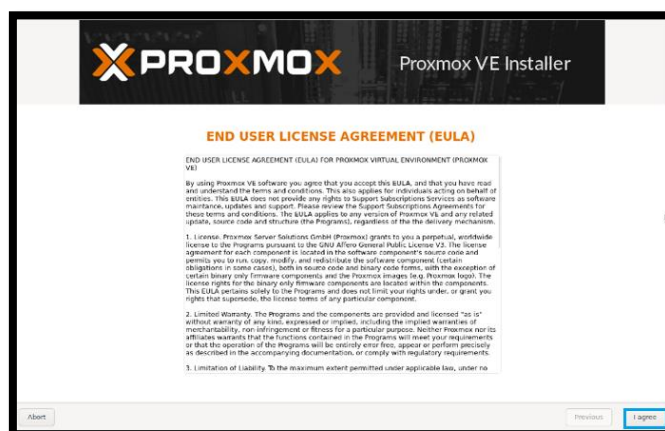 PROXMOX
Proxmox VE Installer
END USER LICENSE AGREEMENT (EULA)
END USER LICENSE AGREEMENT (EULA) FOR PROXMOX VIRTUAL ENVIRONMENT (PROXMOX
VE)
By using Proxmox VE software you agree that you accept this EULA, and that you have read
and understand the terms and conditions. This also applies for individuals acting on behalf of
entities. This EULA does not provide any rights to Support Subscriptions Services as software
maintance, updates and support. Please review the Support Subscriptions Agreements for
these terms and conditions. The EULA applies to any version of Proxmox VE and any related
update, source code and structure (the Programs), regardless of the the delivery mechanism.
1. License. Proxmox Server Solutions GmbH (Proxmox) grants to you a perpetual, worldwide
license to the Programs pursuant to the GNU Affero General Public License V3. The license
agreement for each component is located in the software component's source code and
permits you to run, copy, modify, and redistribute the software component (certain
obligations in some cases), both in source code and binary code forms, with the exception of
certain binary only firmware components and the Proxmox images (e.g. Proxmox logo). The
license rights for the binary only firmware components are located within the components.
This EULA pertains solely to the Programs and does not limit your rights under, or grant you
rights that supersede, the license terms of any particular component.
2. Limited Warranty. The Programs and the components are provided and licensed "as is"
without warranty of any kind, expressed or implied, including the implied warranties of
merchantability, non-infringement or fitness for a particular purpose. Neither Proxmox nor its
affiliates warrants that the functions contained in the Programs will meet your requirements
or that the operation of the Programs will be entirely error free, appear or perform precisely
as described in the accompanying documentation, or comply with regulatory requirements.
3. Limitation of Liability. To the maximum extent permitted under applicable law, under no
Abort
Previous
I agree